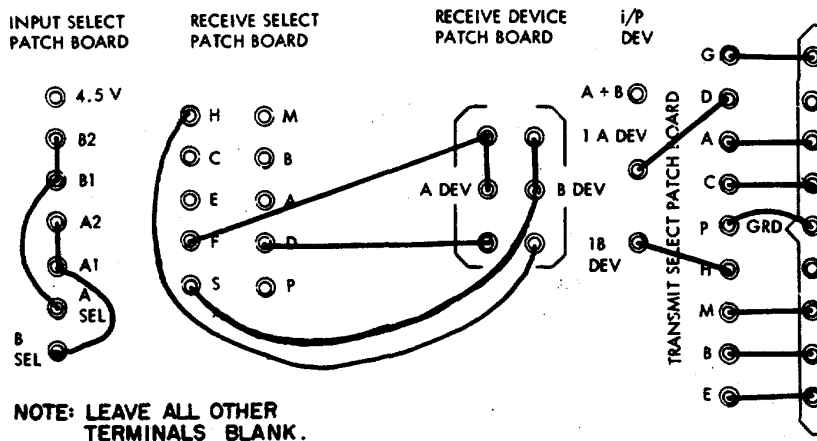 INPUT SELECT
PATCH BOARD
RECEIVE SELECT
PATCH BOARD
RECEIVE DEVICE
PATCH BOARD
i/P
DEV
4.5 V
B2
B1
A2
A1
A
SEL
B
SEL
H
C
E
F
S
M
B
A
D
P
A DEV
B DEV
A + B
1 A DEV
1B
DEV
TRANSMIT SELECT PATCH BOARD
G
D
A
C
P
GRD
H
M
B
E
NOTE: LEAVE ALL OTHER
TERMINALS BLANK.